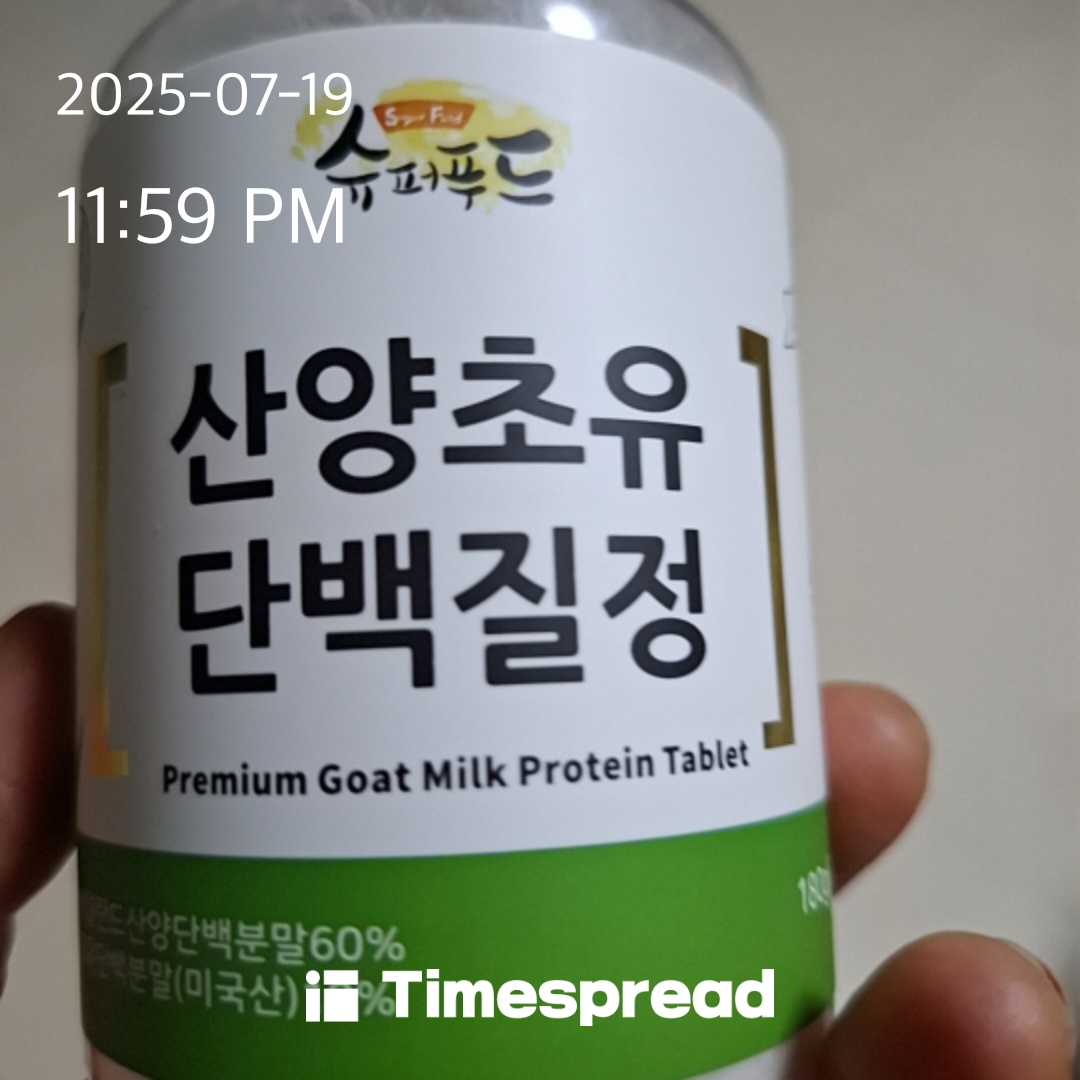 2025-07-19
11:59 PM
Super Food
슈퍼푸드
산양초유
단백질정
Premium Goat Milk Protein Tablet
산양단백분말60%
단백분말(미국산)
Timespread